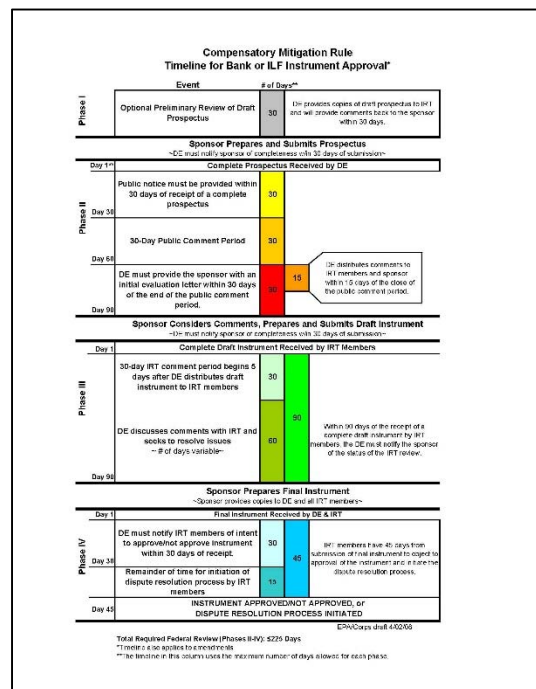 Compensatory Mitigation Rule
Timeline for Bank or ILF Instrument Approval*
Event
# of Days**
Phase I
Optional Preliminary Review of Draft
Prospectus
30
DE provides copies of draft prospectus to IRT
and will provide comments back to the sponsor
within 30 days.
Sponsor Prepares and Submits Prospectus
~DE must notify sponsor of completeness w/in 30 days of submission~
Day 1
Complete Prospectus Received by DE
Phase II
Public notice must be provided within
30 days of receipt of a complete
prospectus
30
Day 30
30-Day Public Comment Period
30
Day 60
DE must provide the sponsor with an
initial evaluation letter within 30 days
of the end of the public comment
period.
30
15
DE distributes comments to
IRT members and sponsor
within 15 days of the close of
the public comment period.
Day 90
Sponsor Considers Comments, Prepares and Submits Draft Instrument
~DE must notify sponsor of completeness w/in 30 days of submission~
Day 1
Complete Draft Instrument Received by IRT Members
Phase III
30-day IRT comment period begins 5
days after DE distributes draft
instrument to IRT members
30
90
DE discusses comments with IRT and
seeks to resolve issues
~ # of days variable~
60
Within 90 days of the receipt of a
complete draft instrument by IRT
members, the DE must notify the sponsor
of the status of the IRT review.
Day 90
Sponsor Prepares Final Instrument
~Sponsor provides copies to DE and all IRT members~
Day 1
Final Instrument Received by DE & IRT
Phase IV
DE must notify IRT members of intent
to approve/not approve instrument
within 30 days of receipt.
30
45
IRT members have 45 days from
submission of final instrument to object to
approval of the instrument and initiate the
dispute resolution process.
Day 30
Remainder of time for initiation of
dispute resolution process by IRT
members
15
Day 45
INSTRUMENT APPROVED/NOT APPROVED, or
DISPUTE RESOLUTION PROCESS INITIATED
EPA/Corps draft 4/02/08
Total Required Federal Review (Phases II-IV): ≤225 Days
*Timeline also applies to amendments
**The timeline in this column uses the maximum number of days allowed for each phase.